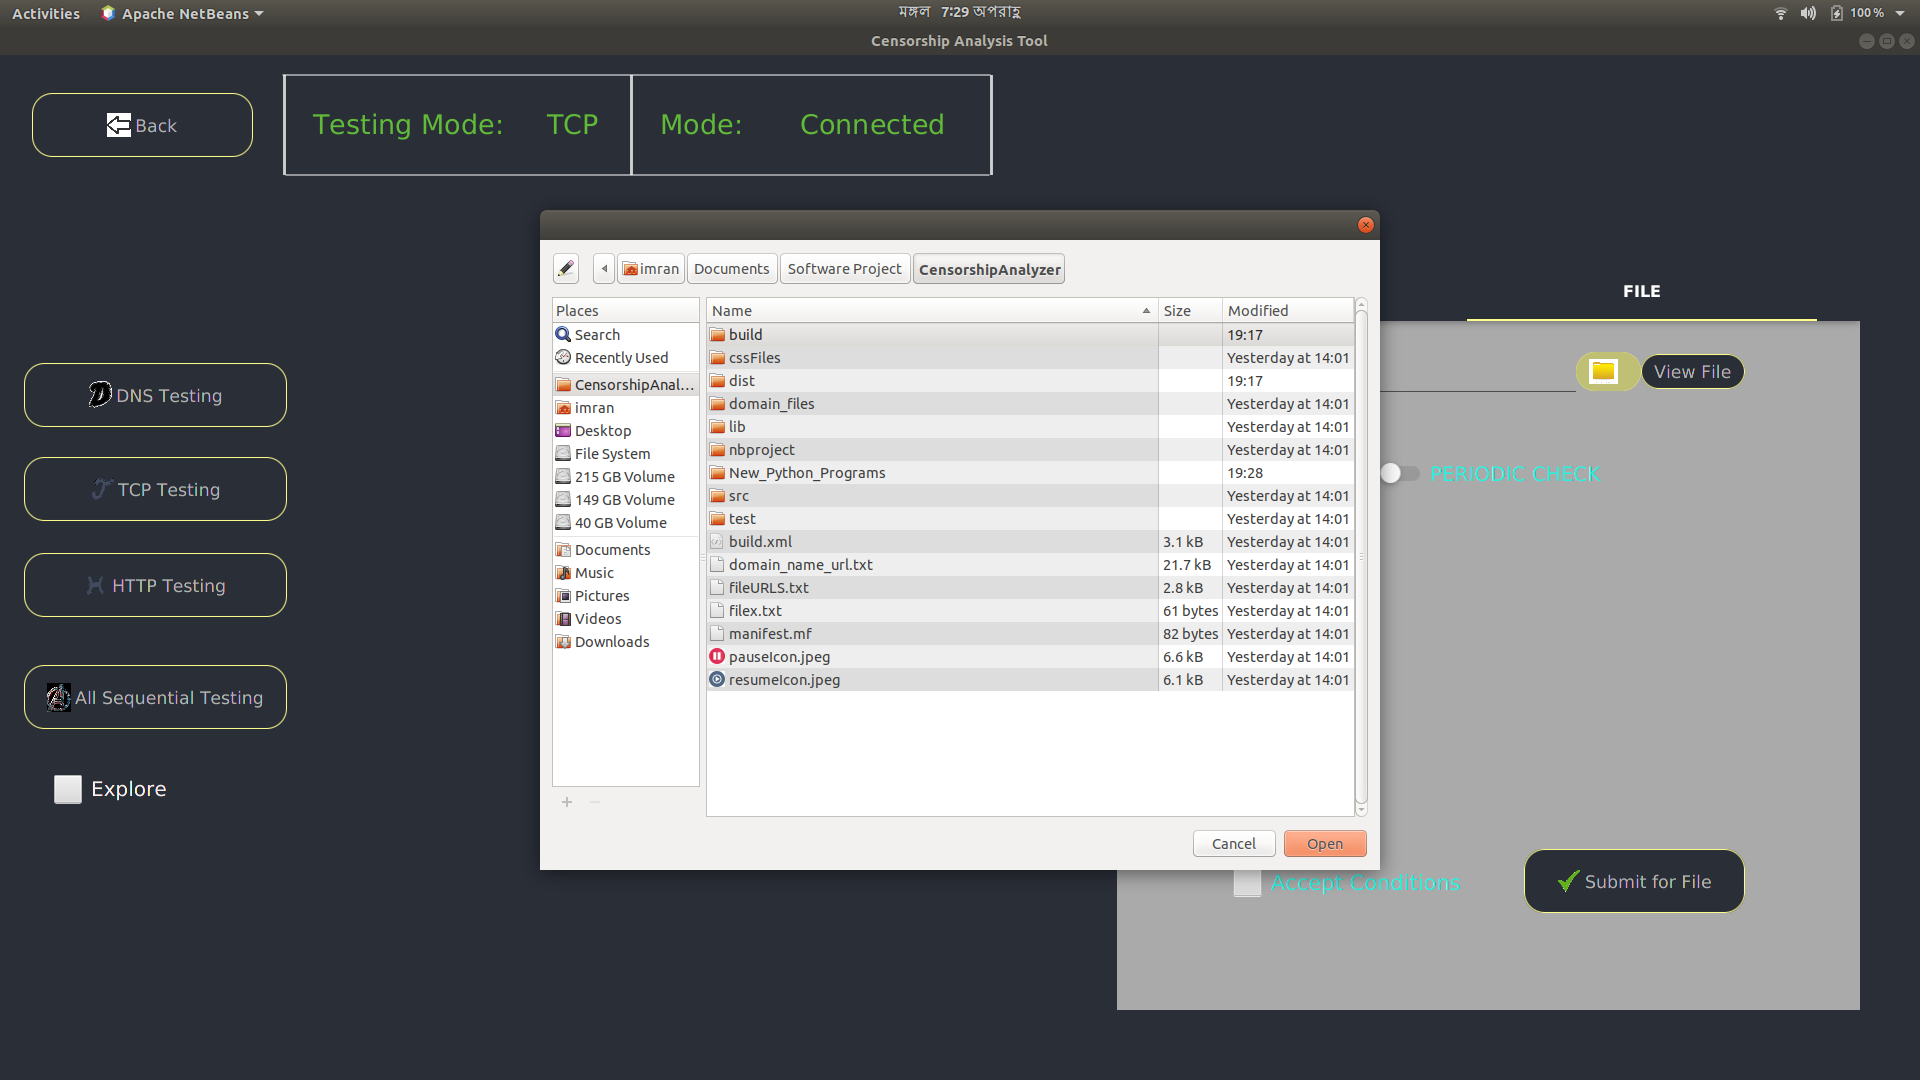 Activities Apache NetBeans মঙ্গল 7:29 অপরাহ্ণ 100 %
Censorship Analysis Tool
Back
Testing Mode: TCP Mode: Connected
imran Documents Software Project CensorshipAnalyzer
FILE
View File
PERIODIC CHECK
DNS Testing
TCP Testing
HTTP Testing
All Sequential Testing
Explore
Places
Search
Recently Used
CensorshipAnal...
imran
Desktop
File System
215 GB Volume
149 GB Volume
40 GB Volume
Documents
Music
Pictures
Videos
Downloads
Name Size Modified
build 19:17
cssFiles Yesterday at 14:01
dist 19:17
domain_files Yesterday at 14:01
lib Yesterday at 14:01
nbproject Yesterday at 14:01
New_Python_Programs 19:28
src Yesterday at 14:01
test Yesterday at 14:01
build.xml 3.1 kB Yesterday at 14:01
domain_name_url.txt 21.7 kB Yesterday at 14:01
fileURLS.txt 2.8 kB Yesterday at 14:01
filex.txt 61 bytes Yesterday at 14:01
manifest.mf 82 bytes Yesterday at 14:01
pauseIcon.jpeg 6.6 kB Yesterday at 14:01
resumeIcon.jpeg 6.1 kB Yesterday at 14:01
Cancel Open
Accept Conditions
Submit for File